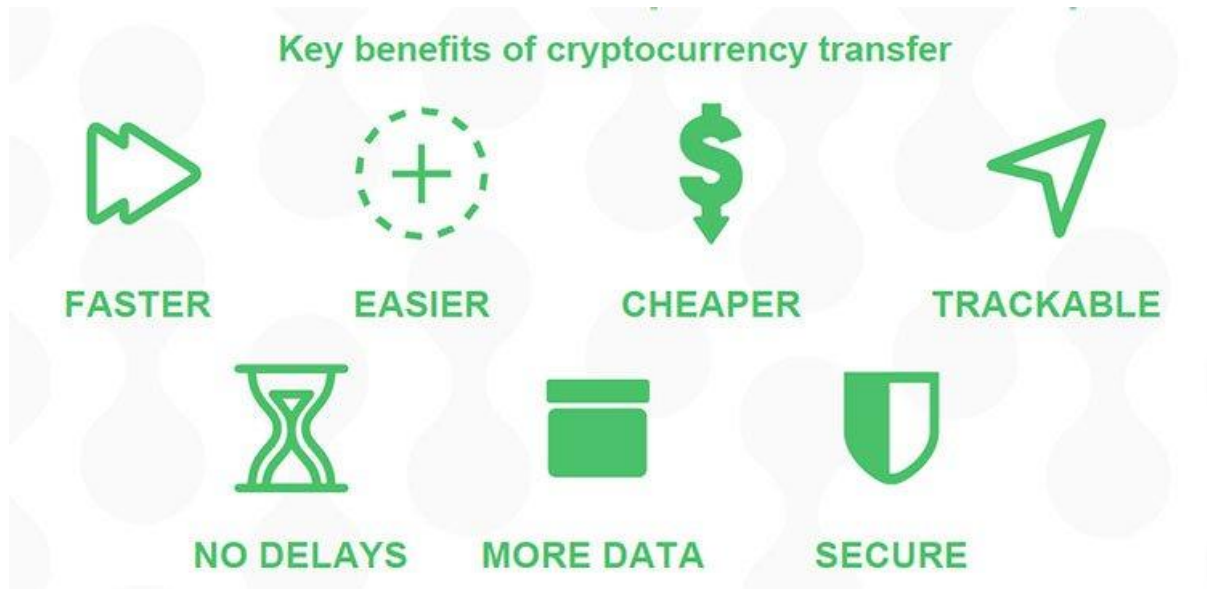 Key benefits of cryptocurrency transfer
FASTER EASIER CHEAPER TRACKABLE
NO DELAYS MORE DATA SECURE